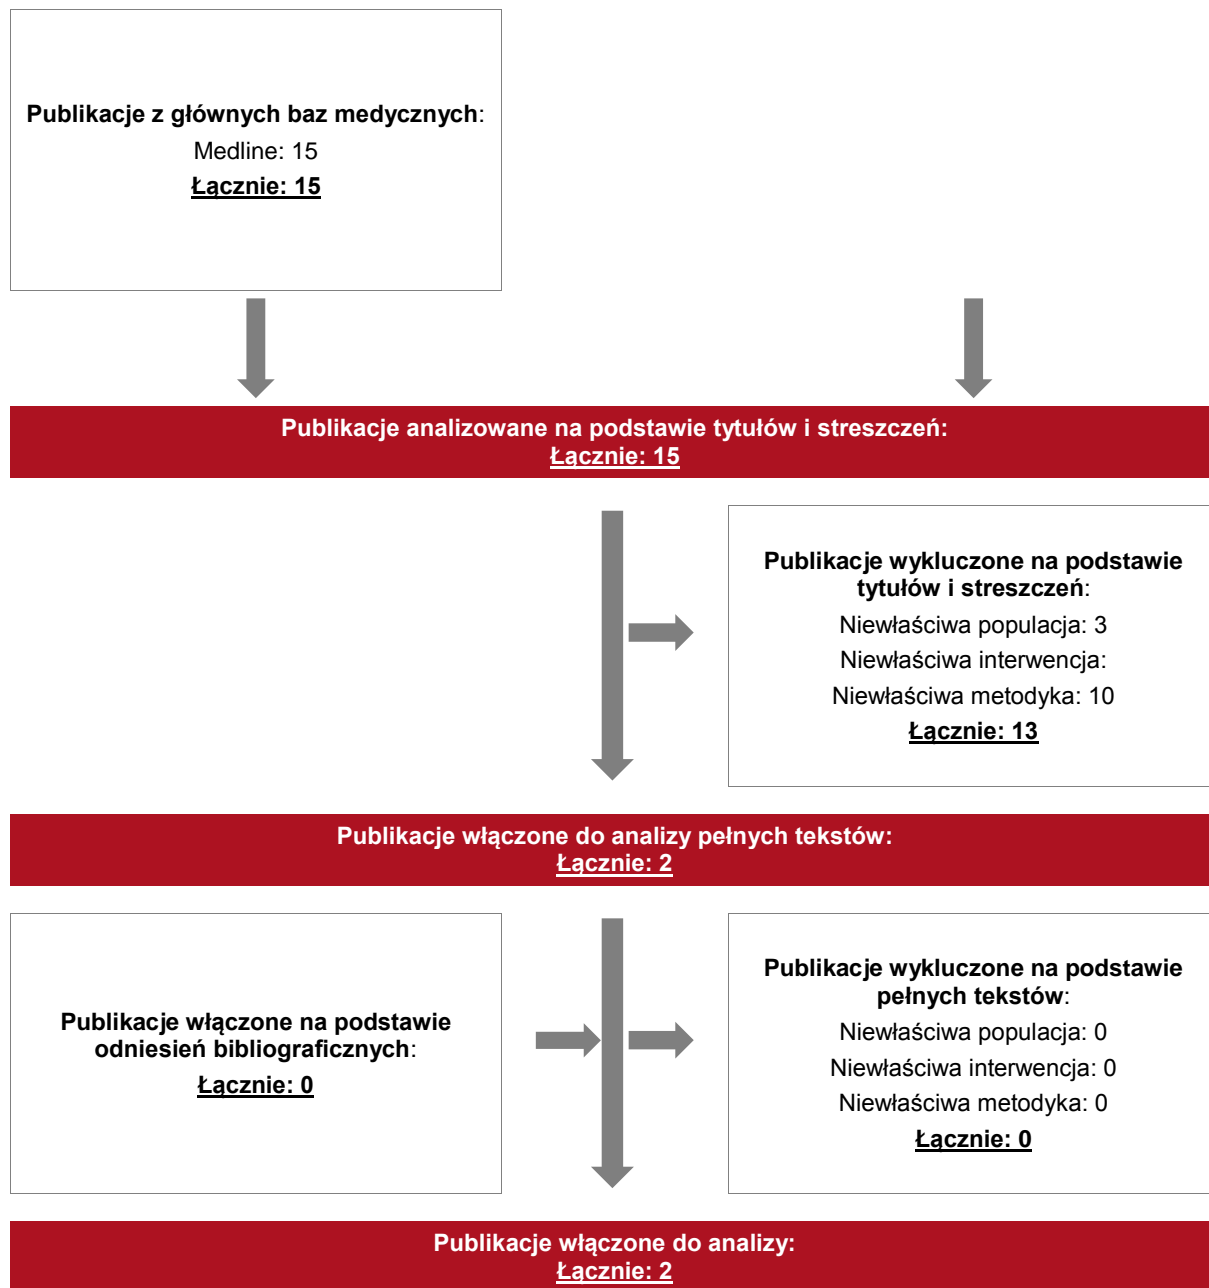 Publikacje z głównych baz medycznych:
Medline: 15
Łącznie: 15
Publikacje analizowane na podstawie tytułów i streszczeń:
Łącznie: 15
Publikacje wykluczone na podstawie
tytułów i streszczeń:
Niewłaściwa populacja: 3
Niewłaściwa interwencja:
Niewłaściwa metodyka: 10
Łącznie: 13
Publikacje włączone do analizy pełnych tekstów:
Łącznie: 2
Publikacje włączone na podstawie
odniesień bibliograficznych:
Łącznie: 0
Publikacje wykluczone na podstawie
pełnych tekstów:
Niewłaściwa populacja: 0
Niewłaściwa interwencja: 0
Niewłaściwa metodyka: 0
Łącznie: 0
Publikacje włączone do analizy:
Łącznie: 2